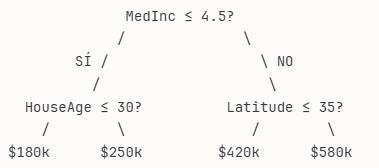 MedInc ≤ 4.5?
/ \
SÍ / \ NO
/ \
HouseAge ≤ 30? Latitude ≤ 35?
/ \ / \
$180k $250k $420k $580k